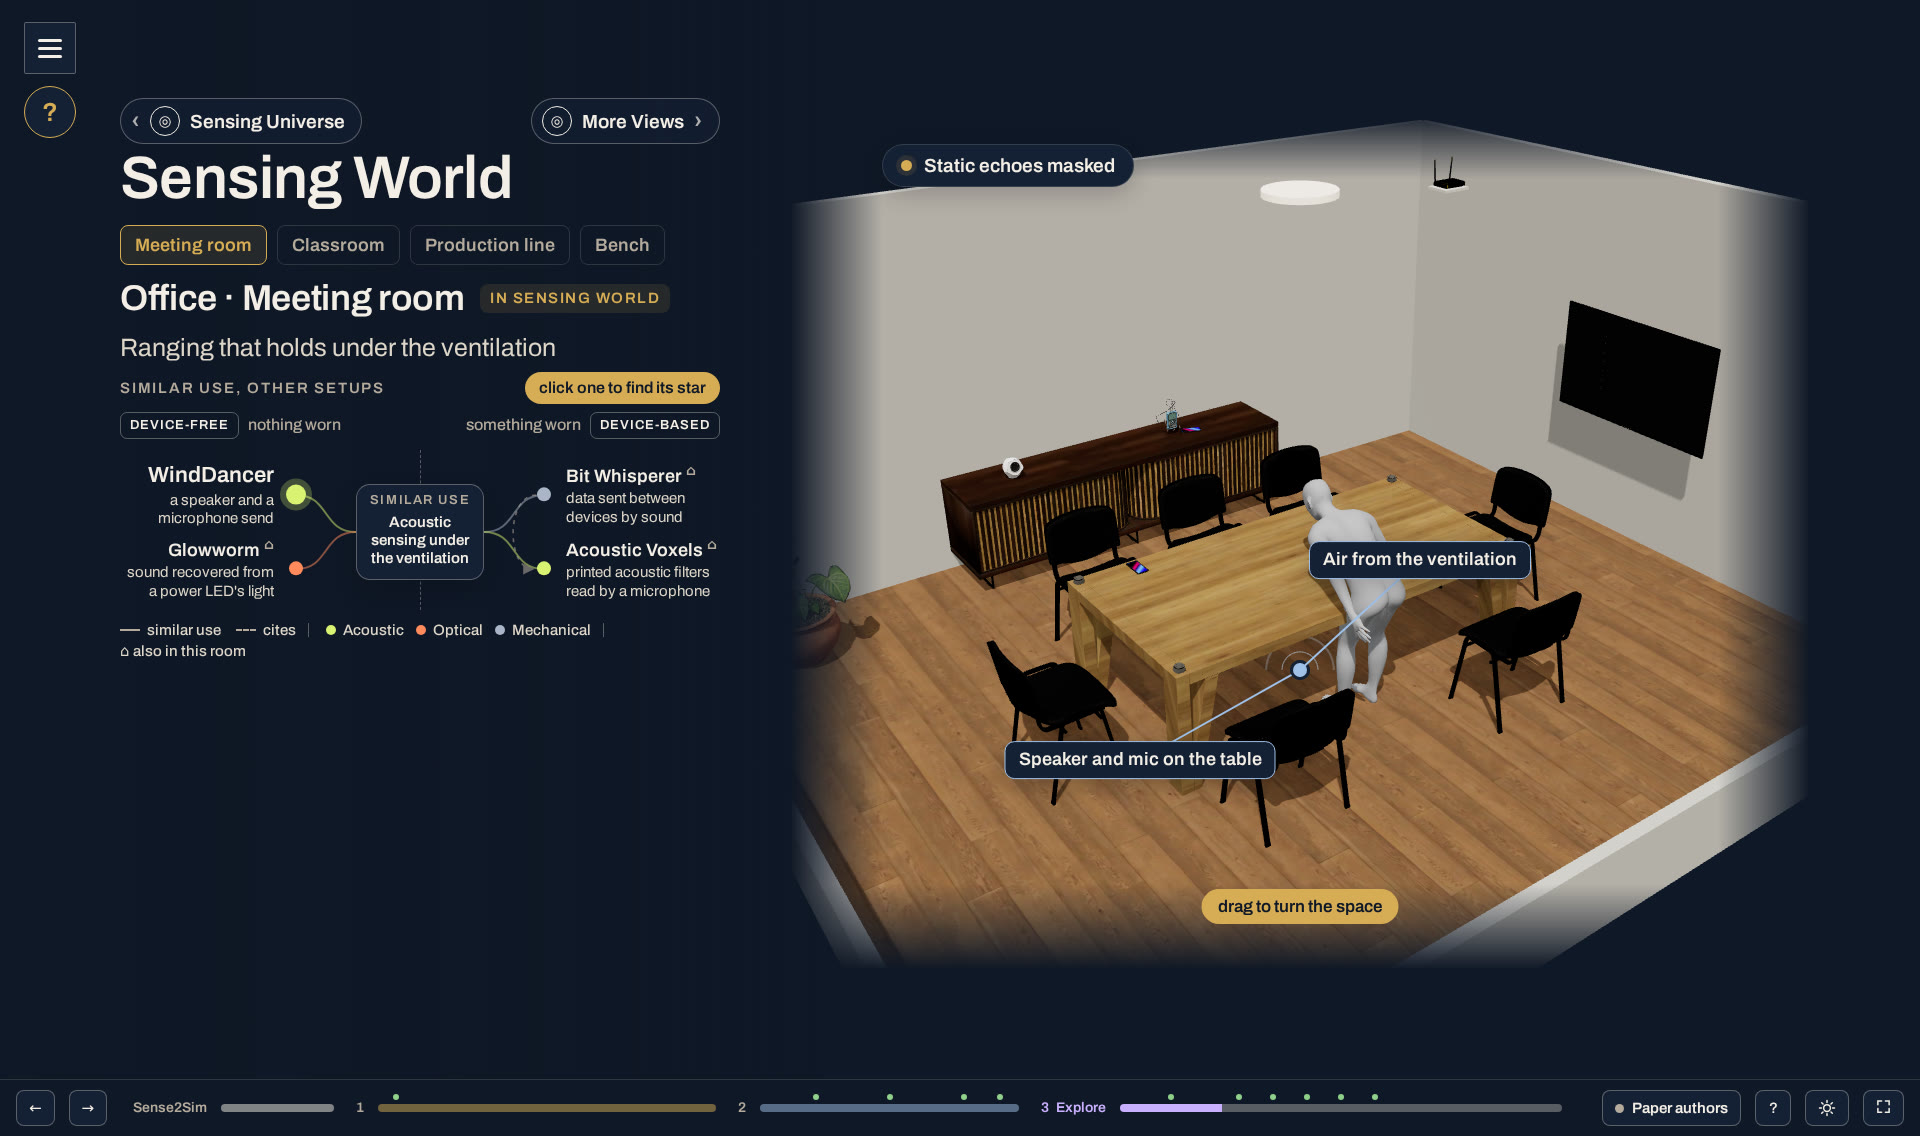 ?
‹ ◎ Sensing Universe
◎ More Views ›
Sensing World
Meeting room
Classroom
Production line
Bench
Office · Meeting room
IN SENSING WORLD
Ranging that holds under the ventilation
SIMILAR USE, OTHER SETUPS
click one to find its star
DEVICE-FREE nothing worn
something worn DEVICE-BASED
WindDancer
a speaker and a
microphone send
Glowworm ⌂
sound recovered from
a power LED's light
SIMILAR USE
Acoustic
sensing under
the ventilation
Bit Whisperer ⌂
data sent between
devices by sound
Acoustic Voxels ⌂
printed acoustic filters
read by a microphone
similar use
cites
Acoustic
Optical
Mechanical
⌂ also in this room
Static echoes masked
Air from the ventilation
Speaker and mic on the table
drag to turn the space
← →
Sense2Sim
1
2
3 Explore
Paper authors
?